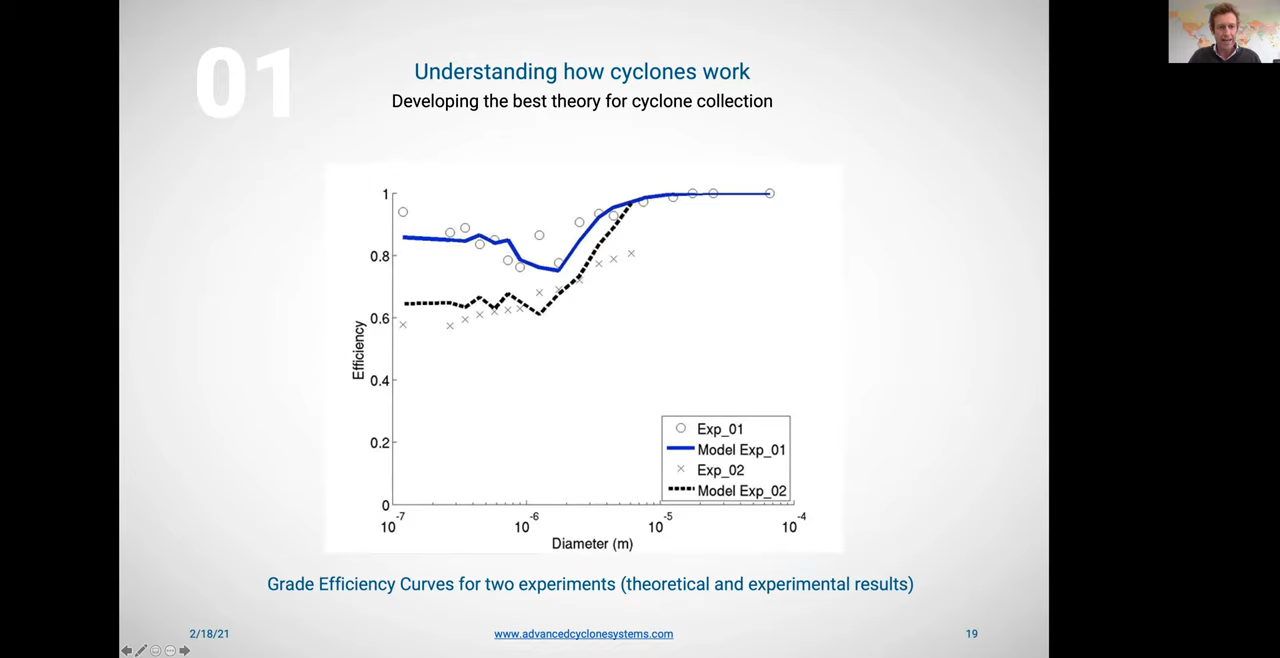 01
Understanding how cyclones work
Developing the best theory for cyclone collection
1
0.8
0.6
0.4
0.2
0
Efficiency
10^-7
10^-6
10^-5
10^-4
Diameter (m)
Exp_01
Model Exp_01
Exp_02
Model Exp_02
Grade Efficiency Curves for two experiments (theoretical and experimental results)
2/18/21
www.advancedcyclonesystems.com
19